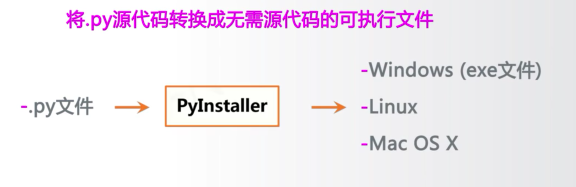 将.py源代码转换成无需源代码的可执行文件
-.py文件
PyInstaller
-Windows (exe文件)
-Linux
-Mac OS X